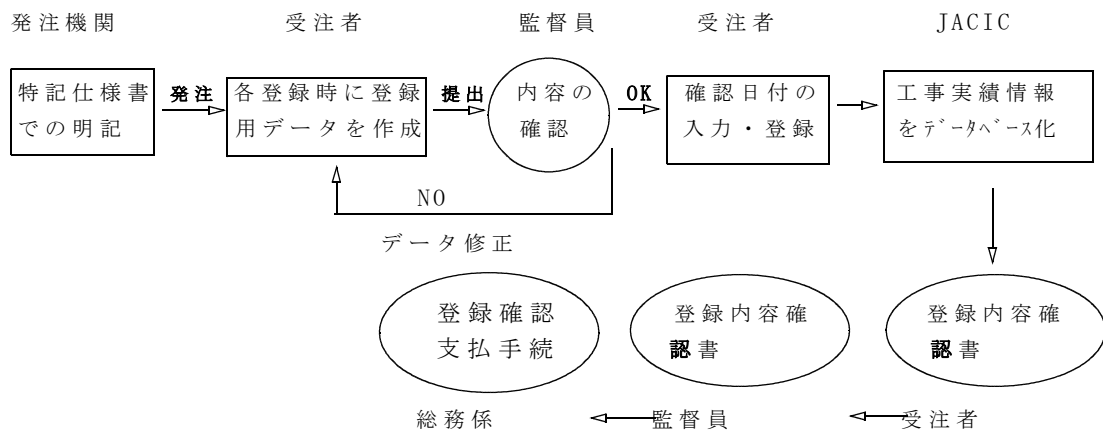 発注機関 受注者 監督員 受注者 JACIC
特記仕様書
での明記
発注
各登録時に登録
用データを作成
提出
内容の
確認
OK
確認日付の
入力・登録
工事実績情報
をデータベース化
NO
データ修正
登録確認
支払手続
登録内容確
認書
登録内容確
認書
総務係 監督員 受注者